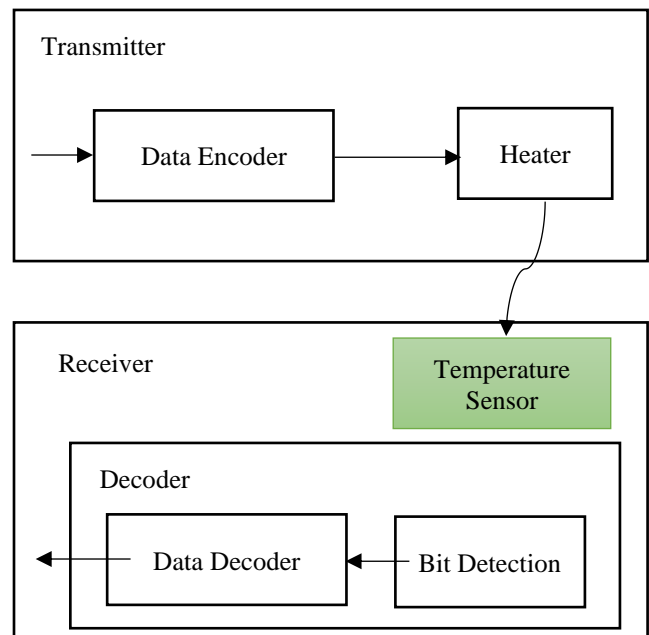 Transmitter
Data Encoder
Heater
Receiver
Temperature
Sensor
Decoder
Data Decoder
Bit Detection